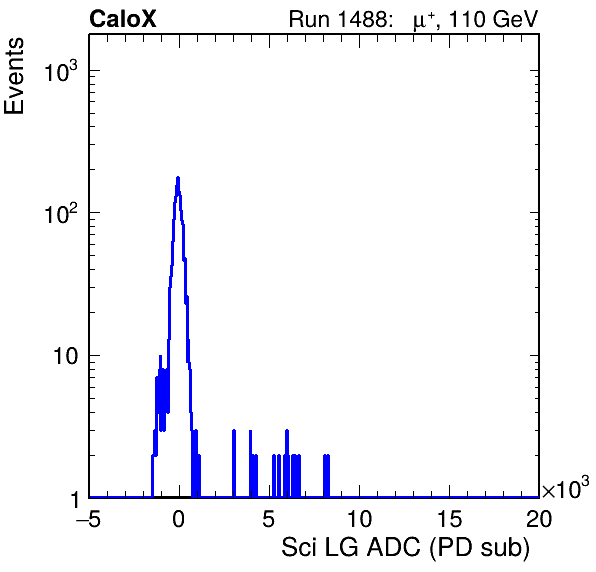 CaloX Run 1488: μ⁺, 110 GeV
Events
10³
10²
10
1
−5 0 5 10 15 20 ×10³
Sci LG ADC (PD sub)